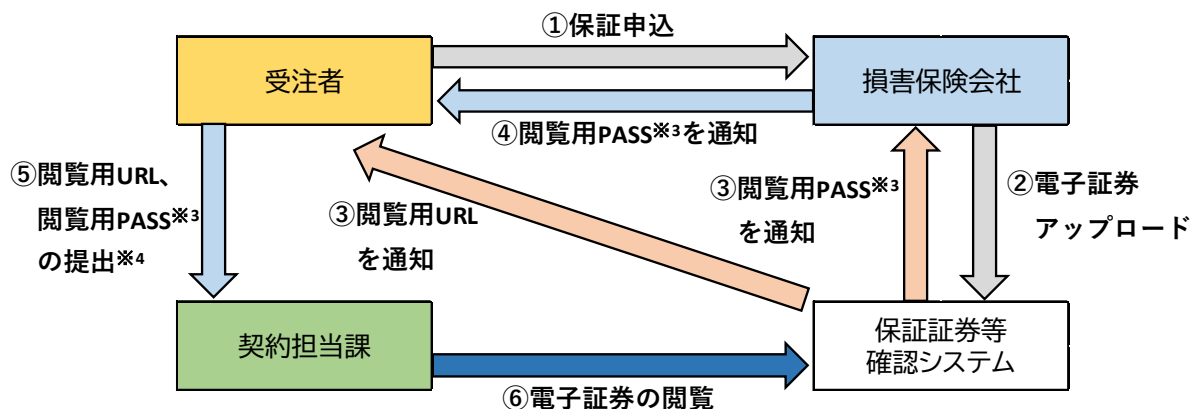 ①保証申込
受注者
損害保険会社
④閲覧用PASS※3を通知
⑤閲覧用URL、
閲覧用PASS※3
の提出※4
③閲覧用URL
を通知
③閲覧用PASS※3
を通知
②電子証券
アップロード
契約担当課
保証証券等
確認システム
⑥電子証券の閲覧